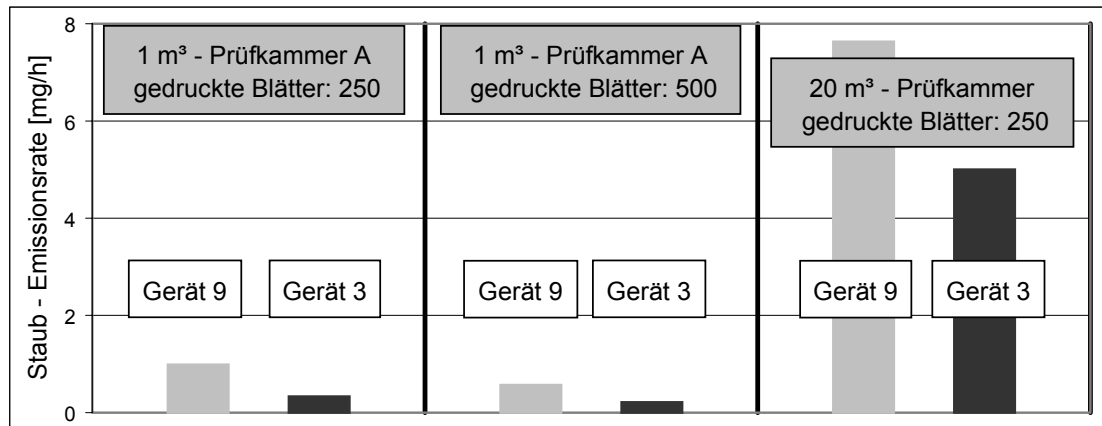 Staub - Emissionsrate [mg/h]
8
6
4
2
0
1 m³ - Prüfkammer A
gedruckte Blätter: 250
Gerät 9
Gerät 3
1 m³ - Prüfkammer A
gedruckte Blätter: 500
Gerät 9
Gerät 3
20 m³ - Prüfkammer
gedruckte Blätter: 250
Gerät 9
Gerät 3